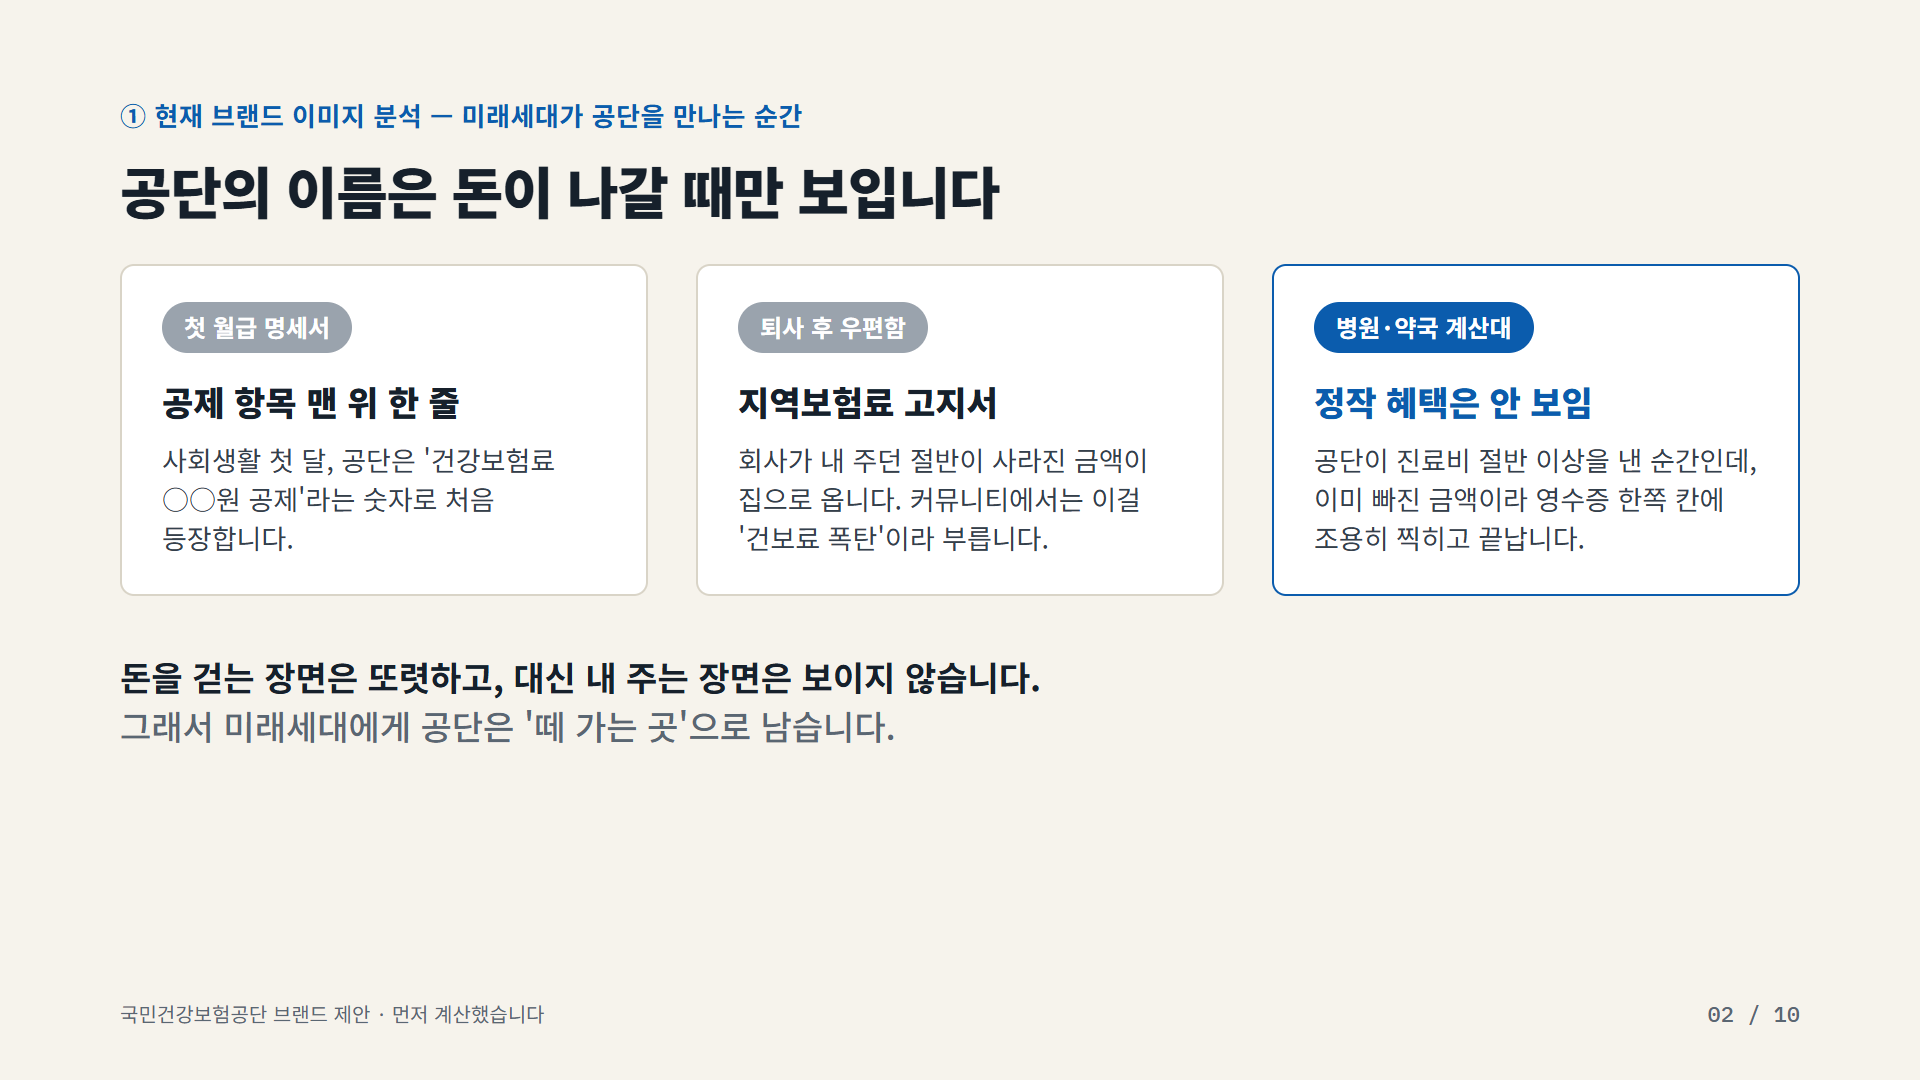 ① 현재 브랜드 이미지 분석 — 미래세대가 공단을 만나는 순간
공단의 이름은 돈이 나갈 때만 보입니다
첫 월급 명세서
공제 항목 맨 위 한 줄
사회생활 첫 달, 공단은 '건강보험료
◯◯원 공제'라는 숫자로 처음
등장합니다.
퇴사 후 우편함
지역보험료 고지서
회사가 내 주던 절반이 사라진 금액이
집으로 옵니다. 커뮤니티에서는 이걸
'건보료 폭탄'이라 부릅니다.
병원·약국 계산대
정작 혜택은 안 보임
공단이 진료비 절반 이상을 낸 순간인데,
이미 빠진 금액이라 영수증 한쪽 칸에
조용히 찍히고 끝납니다.
돈을 걷는 장면은 또렷하고, 대신 내 주는 장면은 보이지 않습니다.
그래서 미래세대에게 공단은 '떼 가는 곳'으로 남습니다.
국민건강보험공단 브랜드 제안 · 먼저 계산했습니다
02 / 10